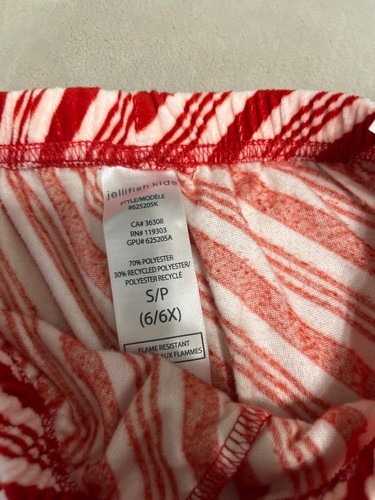 jellifish kids
STYLE/MODÈLE
#625205K
CA# 36308
RN# 119303
GPU# 625205A
70% POLYESTER
30% RECYCLED POLYESTER/
POLYESTER RECYCLÉ
S/P
(6/6X)
FLAME RESISTANT
AUX FLAMMES